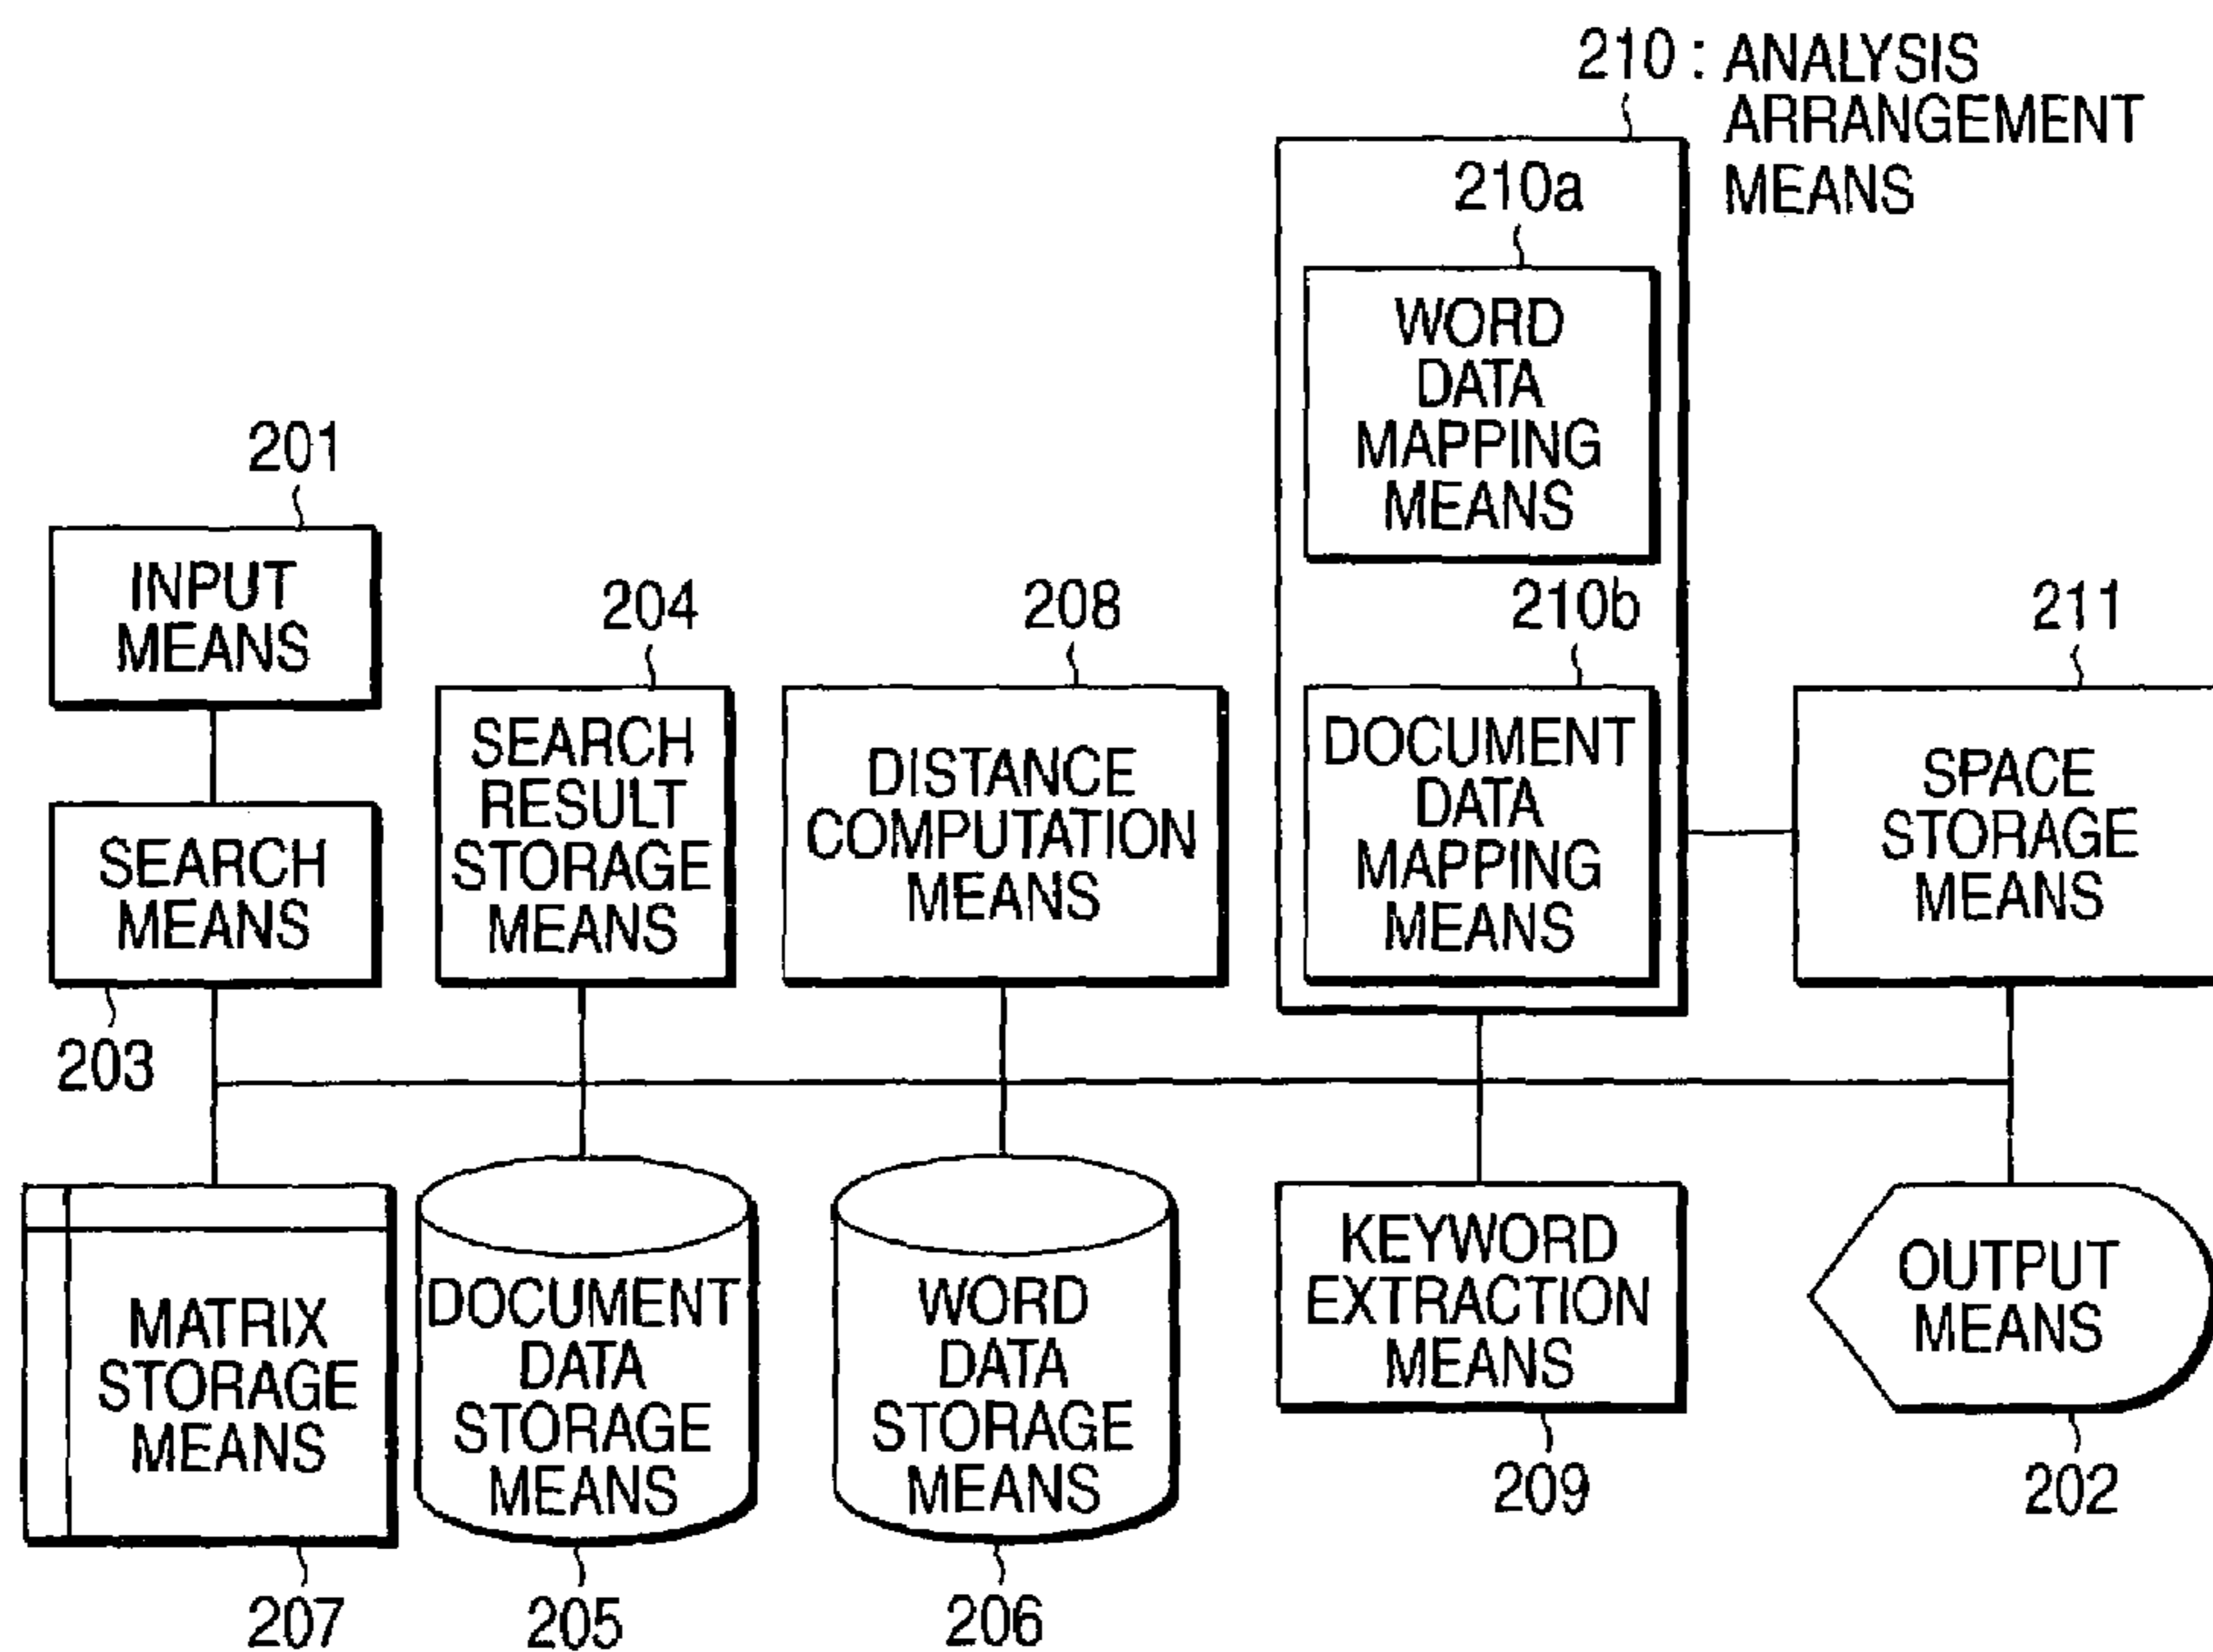 210 : ANALYSIS
ARRANGEMENT
MEANS
210a
WORD
DATA
MAPPING
MEANS
201
INPUT
MEANS
204
SEARCH
RESULT
STORAGE
MEANS
208
DISTANCE
COMPUTATION
MEANS
210b
DOCUMENT
DATA
MAPPING
MEANS
211
SPACE
STORAGE
MEANS
SEARCH
MEANS
203
MATRIX
STORAGE
MEANS
207
DOCUMENT
DATA
STORAGE
MEANS
205
WORD
DATA
STORAGE
MEANS
206
KEYWORD
EXTRACTION
MEANS
209
OUTPUT
MEANS
202